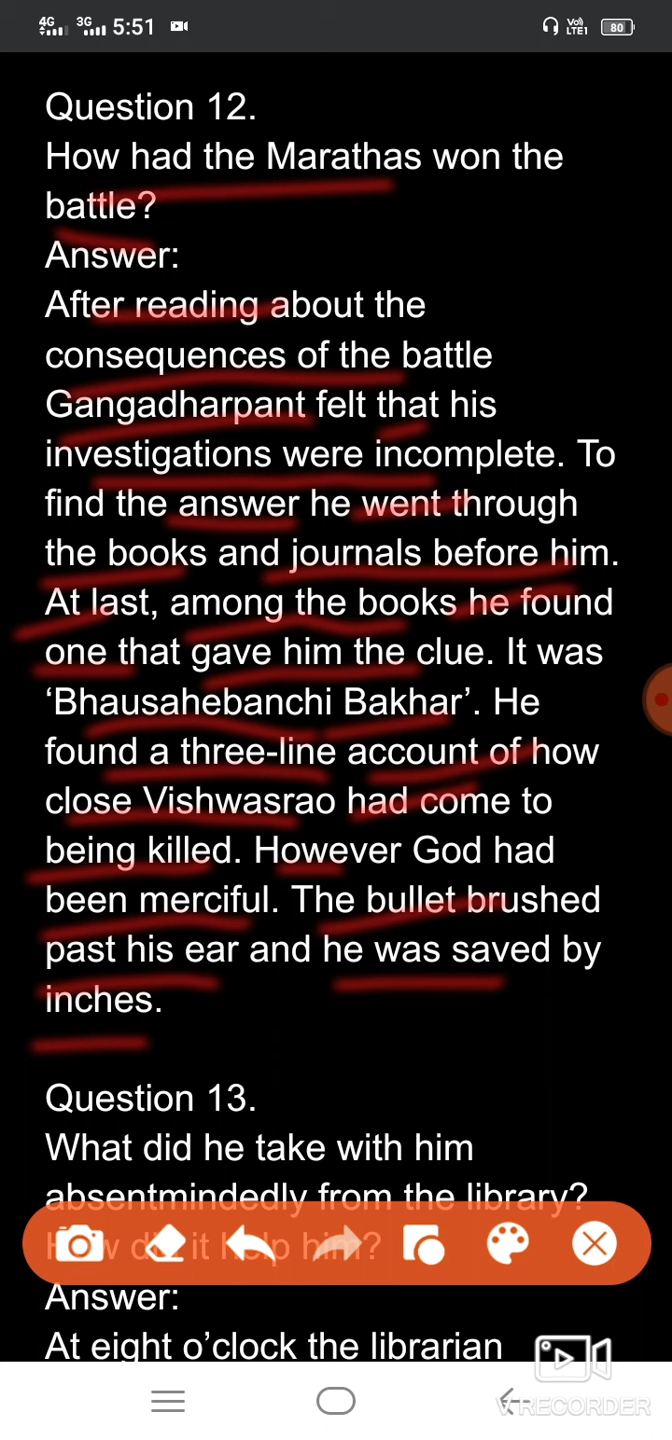 4G 3G 5:51 Vo) LTE1 80
Question 12.
How had the Marathas won the
battle?
Answer:
After reading about the
consequences of the battle
Gangadharpant felt that his
investigations were incomplete. To
find the answer he went through
the books and journals before him.
At last, among the books he found
one that gave him the clue. It was
‘Bhausahebanchi Bakhar’. He
found a three-line account of how
close Vishwasrao had come to
being killed. However God had
been merciful. The bullet brushed
past his ear and he was saved by
inches.
Question 13.
What did he take with him
absentmindedly from the library?
How did it help him?
Answer:
At eight o’clock the librarian
V RECORDER